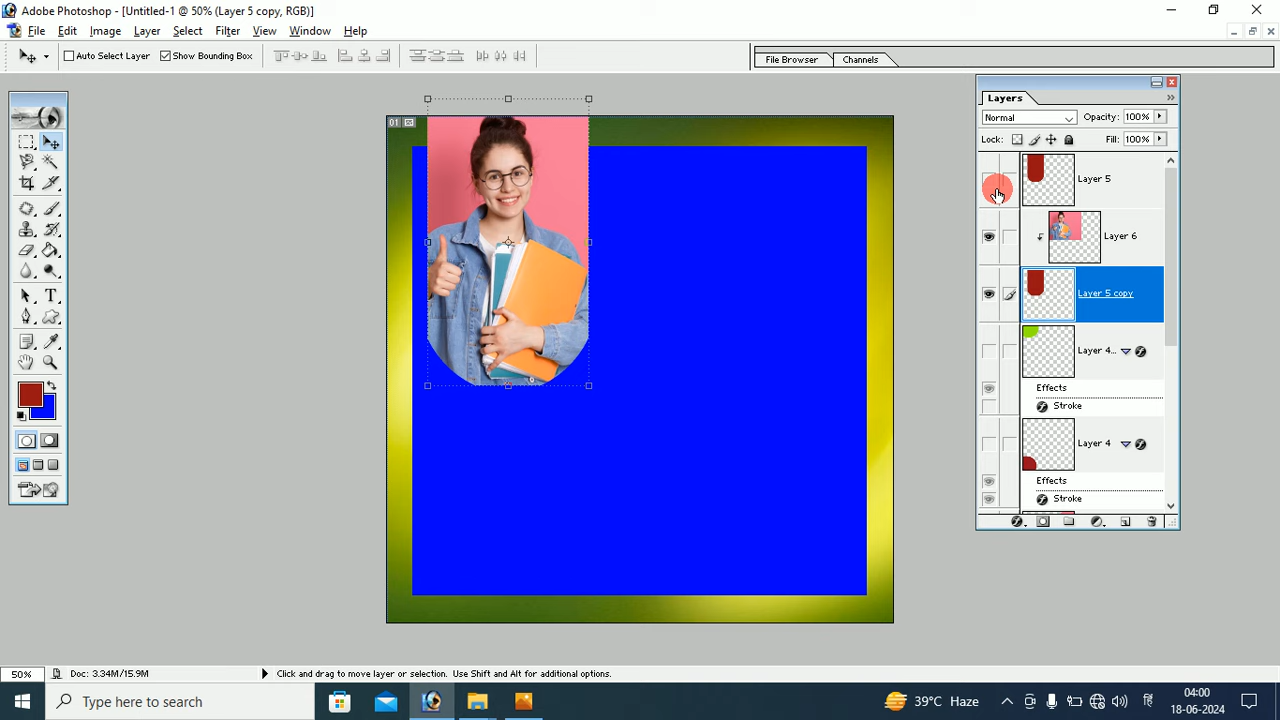 Adobe Photoshop - [Untitled-1 @ 50% (Layer 5 copy, RGB)]
File Edit Image Layer Select Filter View Window Help
Auto Select Layer Show Bounding Box
File Browser Channels
Layers
Normal Opacity: 100%
Lock: Fill: 100%
01
Layer 5
Layer 6
Layer 5 copy
Layer 4...
Effects
Stroke
Layer 4
Effects
Stroke
50% Doc: 3.34M/15.9M Click and drag to move layer or selection. Use Shift and Alt for additional options.
Type here to search
39°C Haze
04:00
18-06-2024